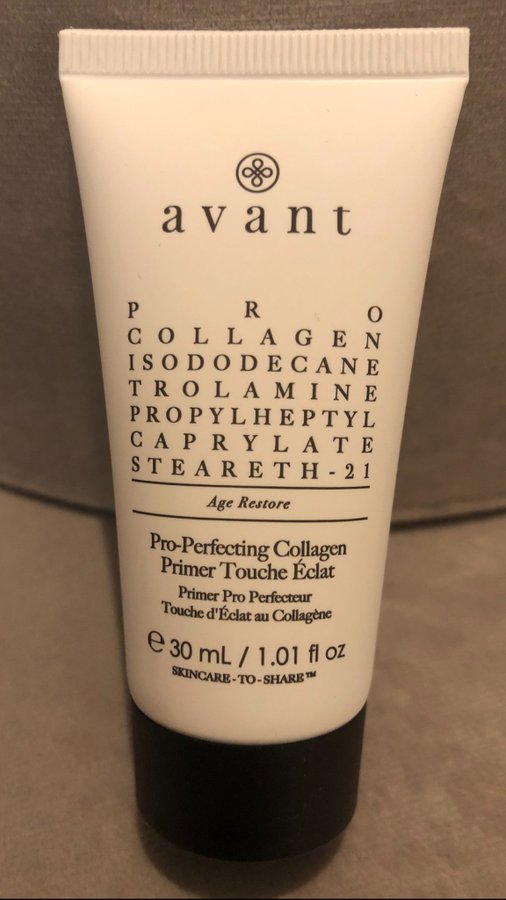 avant
PRO
COLLAGEN
ISODODECANE
TROLAMINE
PROPYLHEPTYL
CAPRYLATE
STEARETH-21
Age Restore
Pro-Perfecting Collagen
Primer Touche Éclat
Primer Pro Perfecteur
Touche d'Éclat au Collagène
℮ 30 mL / 1.01 fl oz
SKINCARE-TO-SHARE™